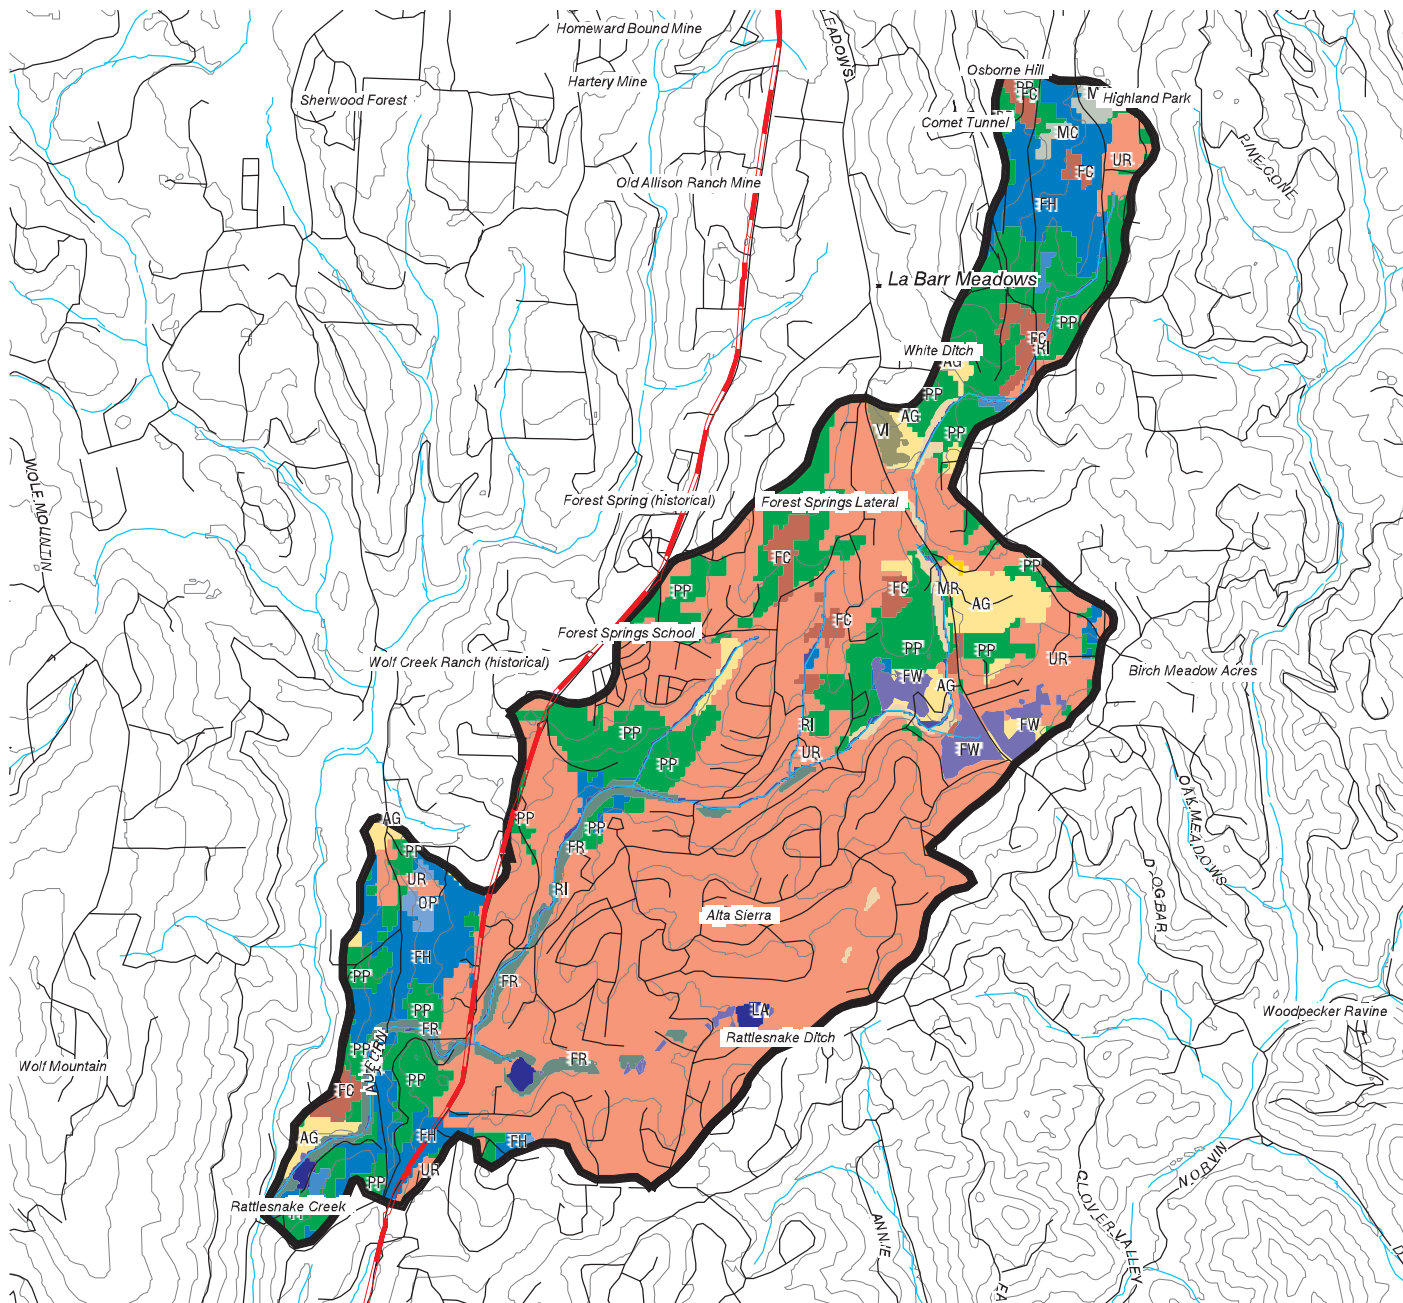 Homeward Bound Mine
Hartery Mine
Sherwood Forest
Osborne Hill
PP
FC
Highland Park
Comet Tunnel
MC
UR
FC
PINE CONE
Old Allison Ranch Mine
FH
La Barr Meadows
PP
FC
RI
White Ditch
AG
PP
AG
VI
PP
WOLF MOUNTIN
Forest Spring (historical)
Forest Springs Lateral
FC
PP
PP
FC
MR
AG
FC
Forest Springs School
PP
PP
UR
Wolf Creek Ranch (historical)
Birch Meadow Acres
FW
AG
RI
FW
PP
FW
UR
PP
OAK MEADOWS
AG
PP
PP
FR
PP
UR
RI
DOG BAR
OP
Alta Sierra
FH
PP
FR
PP
LA
Woodpecker Ravine
FR
Rattlesnake Ditch
PP
FR
Wolf Mountain
PP
FC
AG
FH
FH
UR
PP
NORVIN
Rattlesnake Creek
ANNIE
CLOVER VALLEY